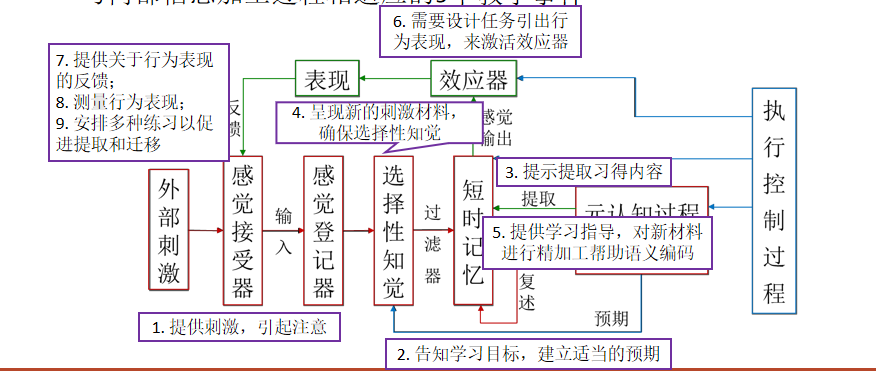 6. 需要设计任务引出行
为表现，来激活效应器
7. 提供关于行为表现
的反馈；
8. 测量行为表现；
9. 安排多种练习以促
进提取和迁移
表现
效应器
反馈
4. 呈现新的刺激材料，
确保选择性知觉
感觉
输出
执行控制过程
3. 提示提取习得内容
外部刺激
感觉接受器
输入
感觉登记器
选择性知觉
过滤器
短时记忆
提取
元认知过程
5. 提供学习指导，对新材料
进行精加工帮助语义编码
复述
预期
1. 提供刺激，引起注意
2. 告知学习目标，建立适当的预期